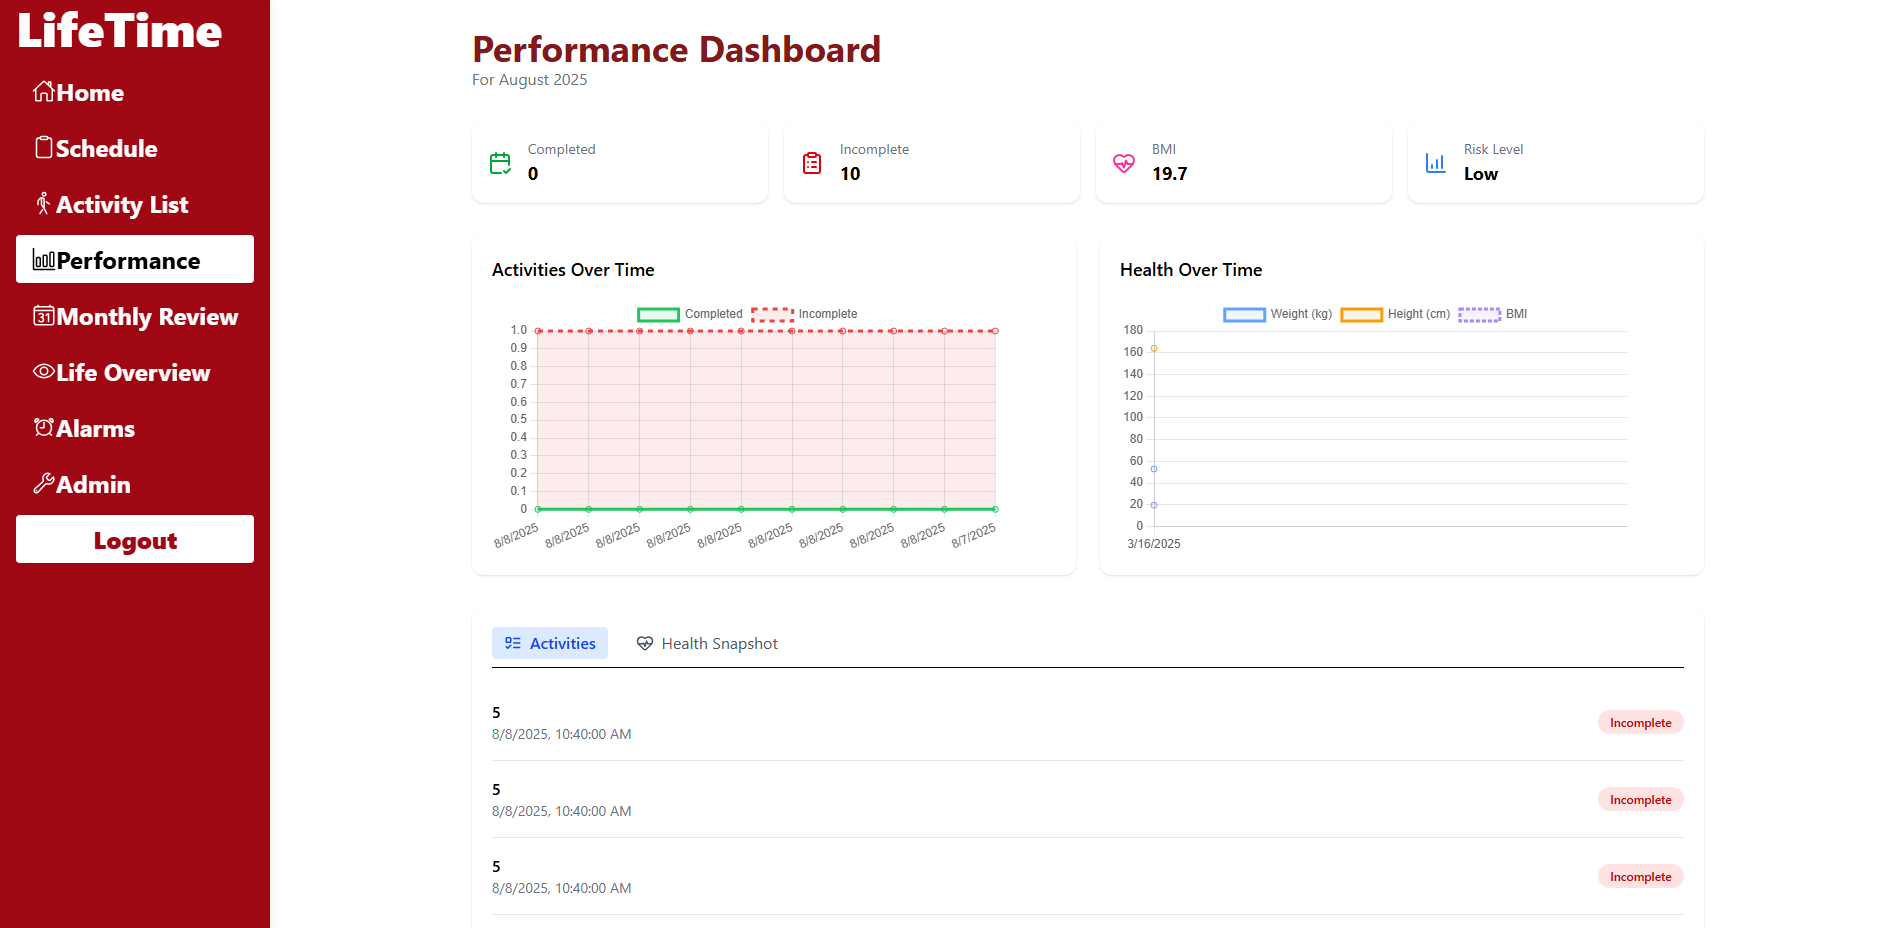 LifeTime
Home
Schedule
Activity List
Performance
31
Monthly Review
Life Overview
Alarms
Admin
Logout
Performance Dashboard
For August 2025
Completed
0
Incomplete
10
BMI
19.7
Risk Level
Low
Activities Over Time
Completed Incomplete
1.0
0.9
0.8
0.7
0.6
0.5
0.4
0.3
0.2
0.1
0
8/8/2025 8/8/2025 8/8/2025 8/8/2025 8/8/2025 8/8/2025 8/8/2025 8/8/2025 8/8/2025 8/7/2025
Health Over Time
Weight (kg) Height (cm) BMI
180
160
140
120
100
80
60
40
20
0
3/16/2025
Activities Health Snapshot
5
8/8/2025, 10:40:00 AM
Incomplete
5
8/8/2025, 10:40:00 AM
Incomplete
5
8/8/2025, 10:40:00 AM
Incomplete